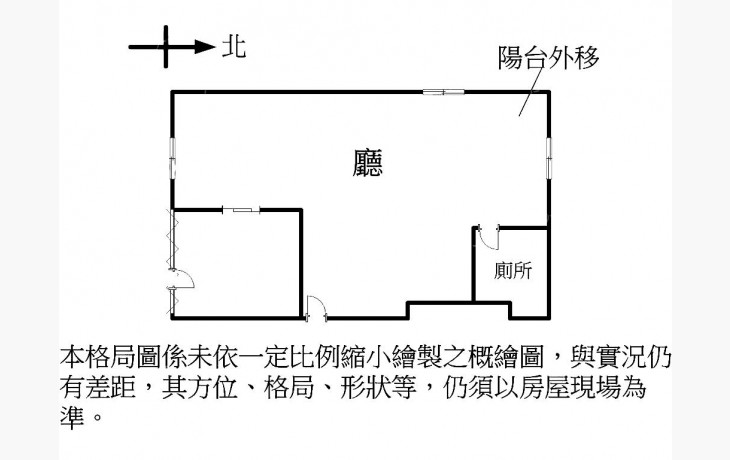 北
陽台外移
廳
廁所
本格局圖係未依一定比例縮小繪製之概繪圖，與實況仍
有差距，其方位、格局、形狀等，仍須以房屋現場為
準。